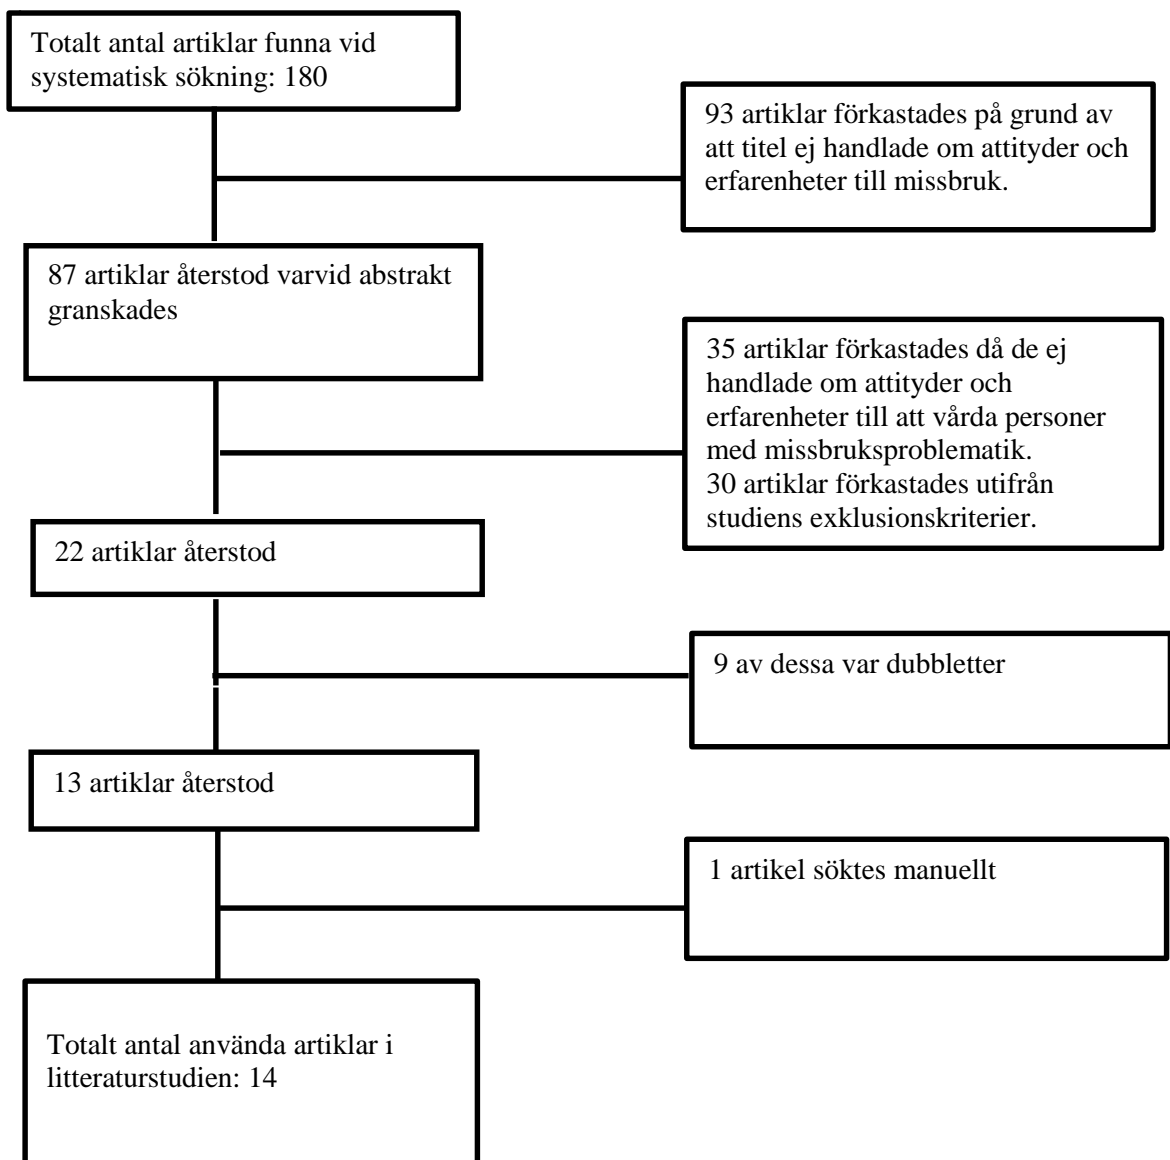 Totalt antal artiklar funna vid
systematisk sökning: 180
93 artiklar förkastades på grund av
att titel ej handlade om attityder och
erfarenheter till missbruk.
87 artiklar återstod varvid abstrakt
granskades
35 artiklar förkastades då de ej
handlade om attityder och
erfarenheter till att vårda personer
med missbruksproblematik.
30 artiklar förkastades utifrån
studiens exklusionskriterier.
22 artiklar återstod
9 av dessa var dubbletter
13 artiklar återstod
1 artikel söktes manuellt
Totalt antal använda artiklar i
litteraturstudien: 14